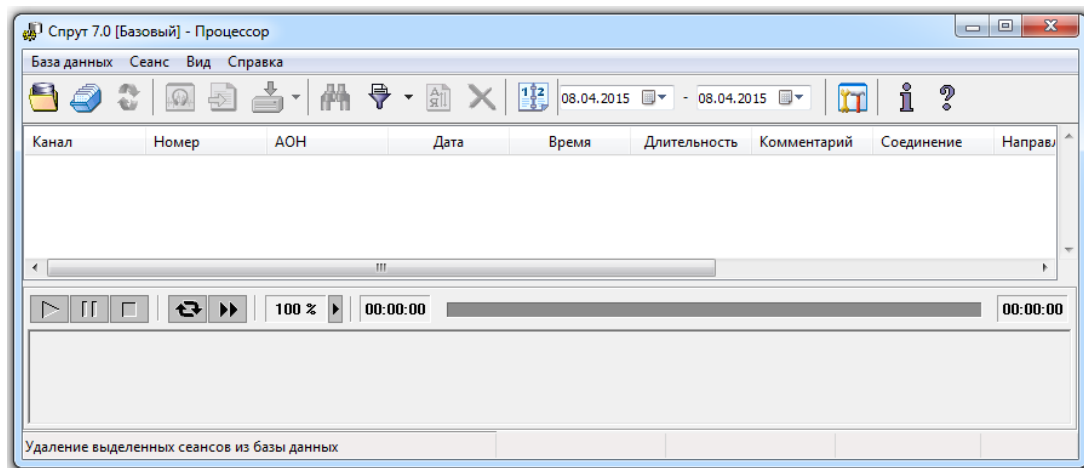 Спрут 7.0 [Базовый] - Процессор
База данных Сеанс Вид Справка
08.04.2015 - 08.04.2015
Канал Номер АОН Дата Время Длительность Комментарий Соединение Направл
100 % 00:00:00 00:00:00
Удаление выделенных сеансов из базы данных